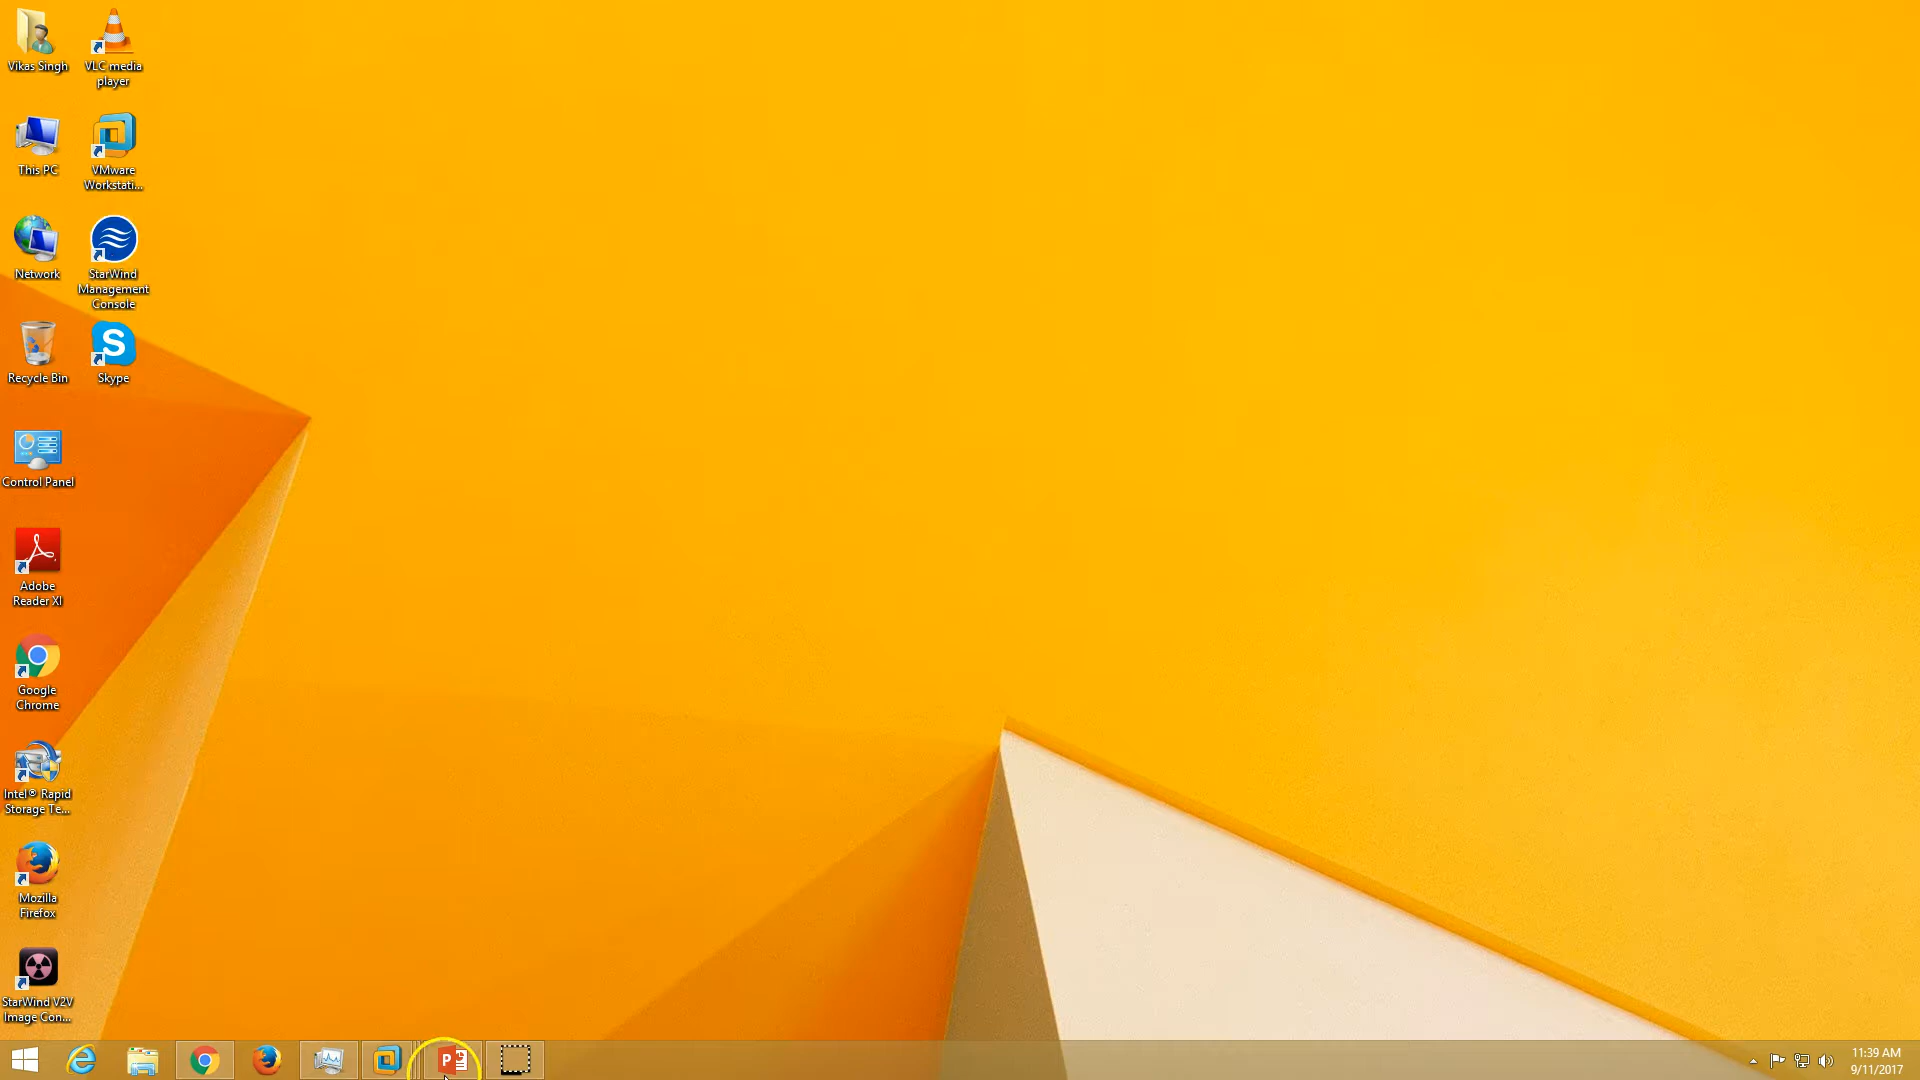 Vikas Singh
VLC media
player
This PC
VMware
Workstati...
Network
StarWind
Management
Console
Recycle Bin
Skype
Control Panel
Adobe
Reader XI
Google
Chrome
Intel® Rapid
Storage Te...
Mozilla
Firefox
StarWind V2V
Image Con...
11:39 AM
9/11/2017